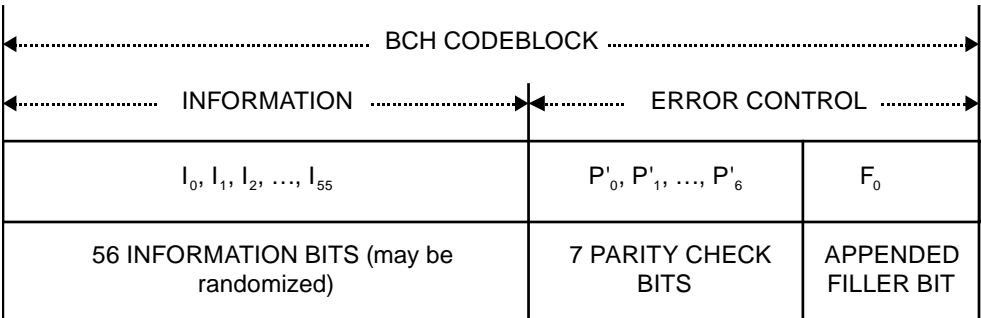 BCH CODEBLOCK
INFORMATION ERROR CONTROL
I₀, I₁, I₂, …, I₅₅ P'₀, P'₁, …, P'₆ F₀
56 INFORMATION BITS (may be 7 PARITY CHECK APPENDED
randomized) BITS FILLER BIT